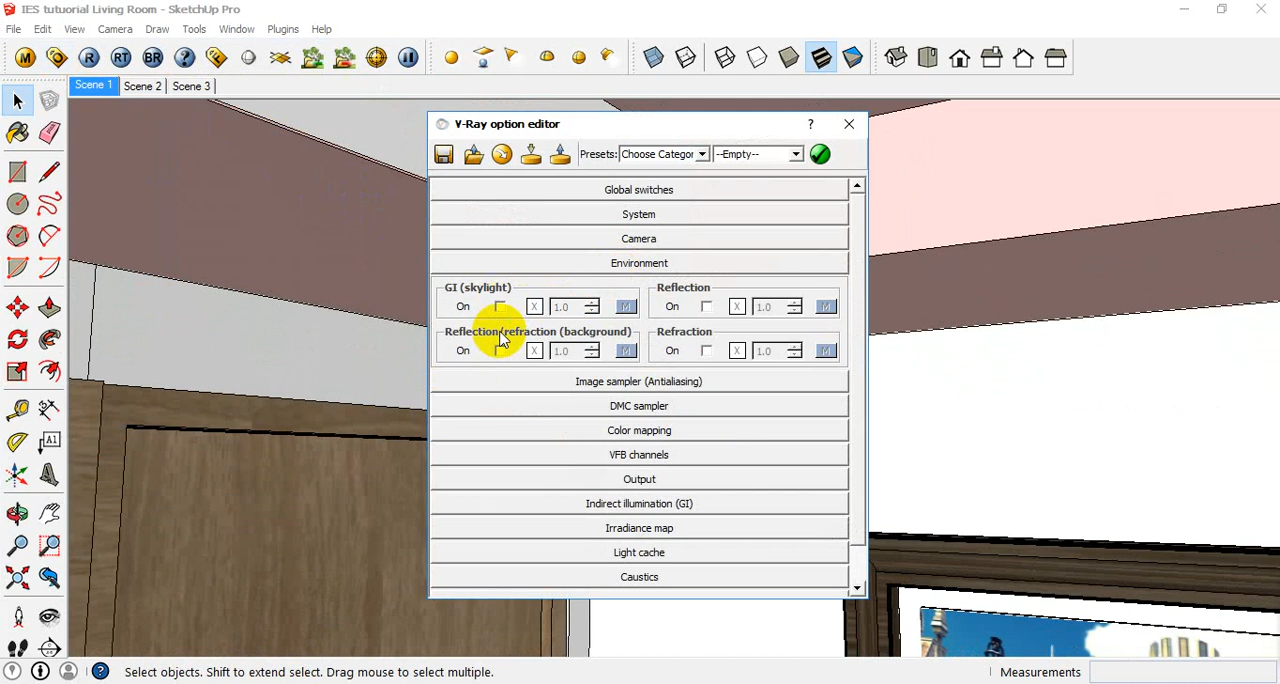 IES tutuorial Living Room - SketchUp Pro
File Edit View Camera Draw Tools Window Plugins Help
M O R RT BR ? F
Scene 1 Scene 2 Scene 3
V-Ray option editor ?
Presets: Choose Categor --Empty--
Global switches
System
Camera
Environment
GI (skylight) Reflection
On X 1.0 M On X 1.0 M
Reflection/refraction (background) Refraction
On X 1.0 M On X 1.0 M
Image sampler (Antialiasing)
DMC sampler
Color mapping
VFB channels
Output
Indirect illumination (GI)
Irradiance map
Light cache
Caustics
A1
Select objects. Shift to extend select. Drag mouse to select multiple. Measurements